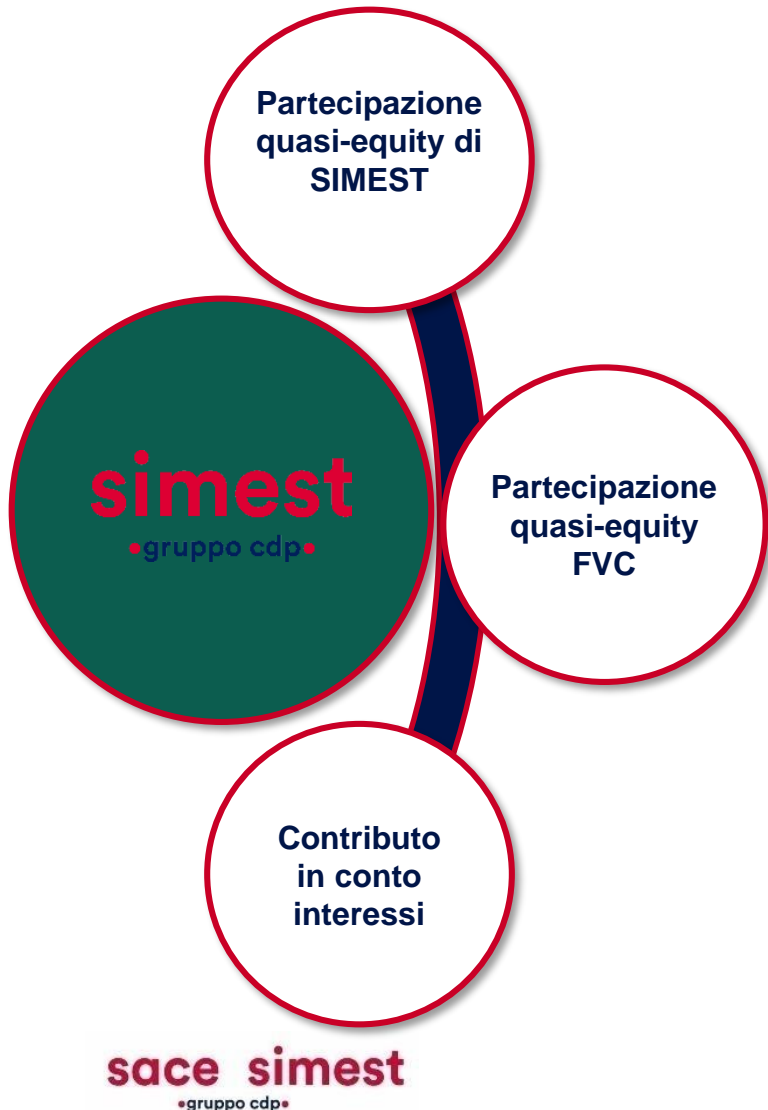 Partecipazione
quasi-equity di
SIMEST
simest
•gruppo cdp•
Partecipazione
quasi-equity
FVC
Contributo
in conto
interessi
sace simest
•gruppo cdp•